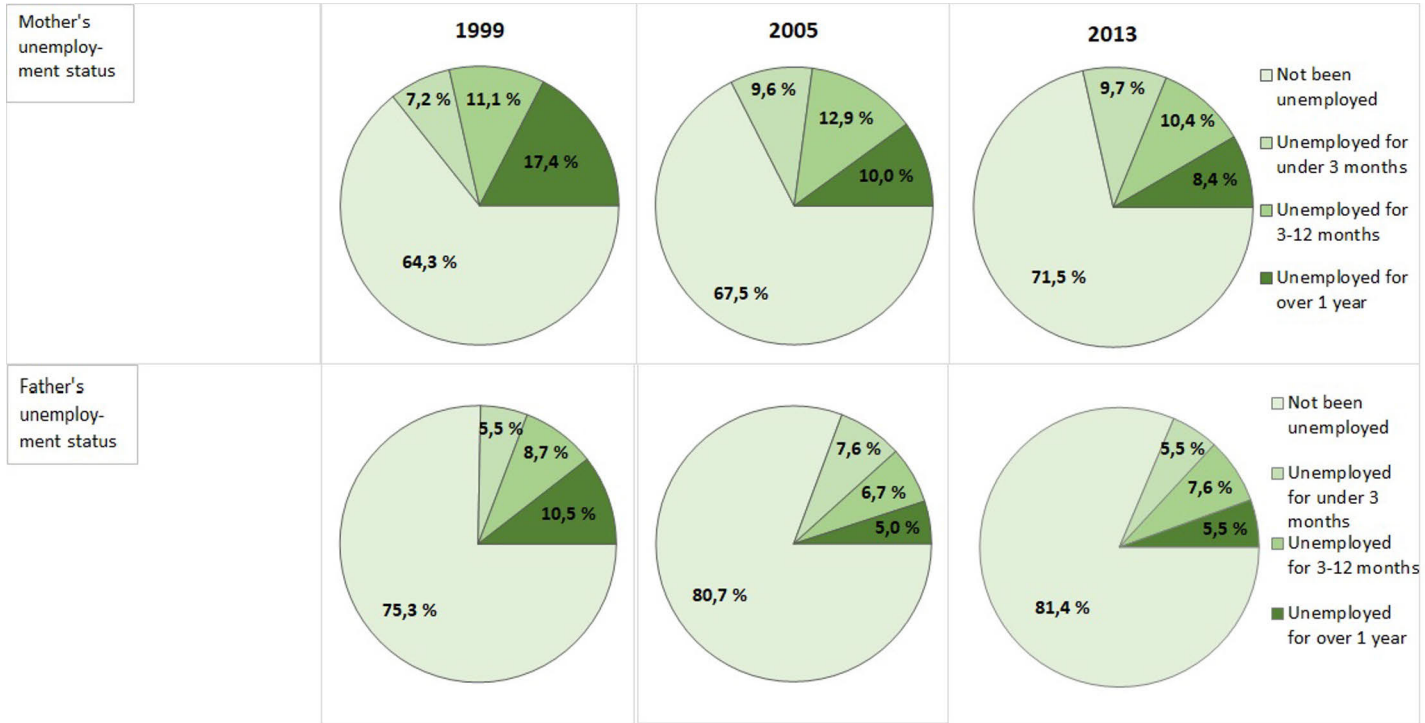 Mother's
unemploy-
ment status
1999
2005
2013
7,2 %
11,1 %
17,4 %
64,3 %
9,6 %
12,9 %
10,0 %
67,5 %
9,7 %
10,4 %
8,4 %
71,5 %
Not been
unemployed
Unemployed for
under 3 months
Unemployed for
3-12 months
Unemployed for
over 1 year
Father's
unemploy-
ment status
5,5 %
8,7 %
10,5 %
75,3 %
7,6 %
6,7 %
5,0 %
80,7 %
5,5 %
7,6 %
5,5 %
81,4 %
Not been
unemployed
Unemployed
for under 3
months
Unemployed
for 3-12 months
Unemployed
for over 1 year